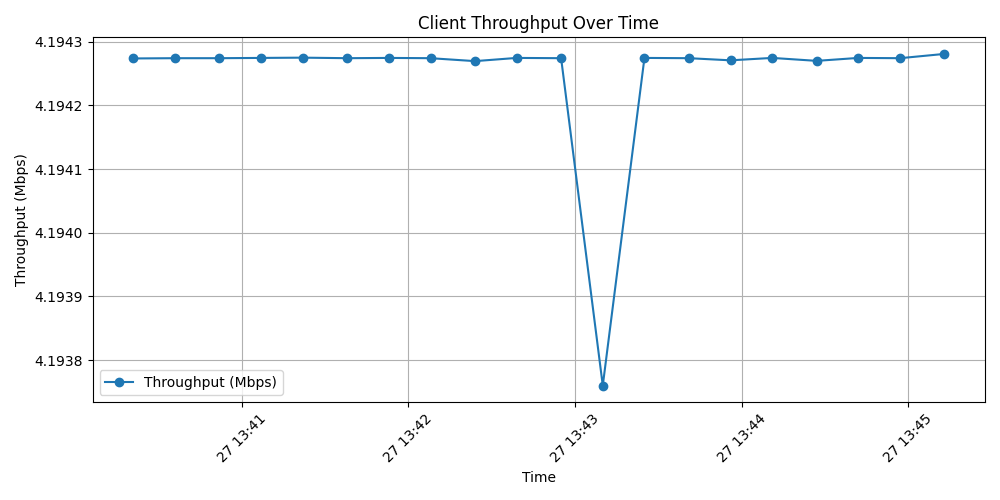 Client Throughput Over Time
Throughput (Mbps)
4.1943
4.1942
4.1941
4.1940
4.1939
4.1938
Throughput (Mbps)
27 13:41
27 13:42
27 13:43
27 13:44
27 13:45
Time